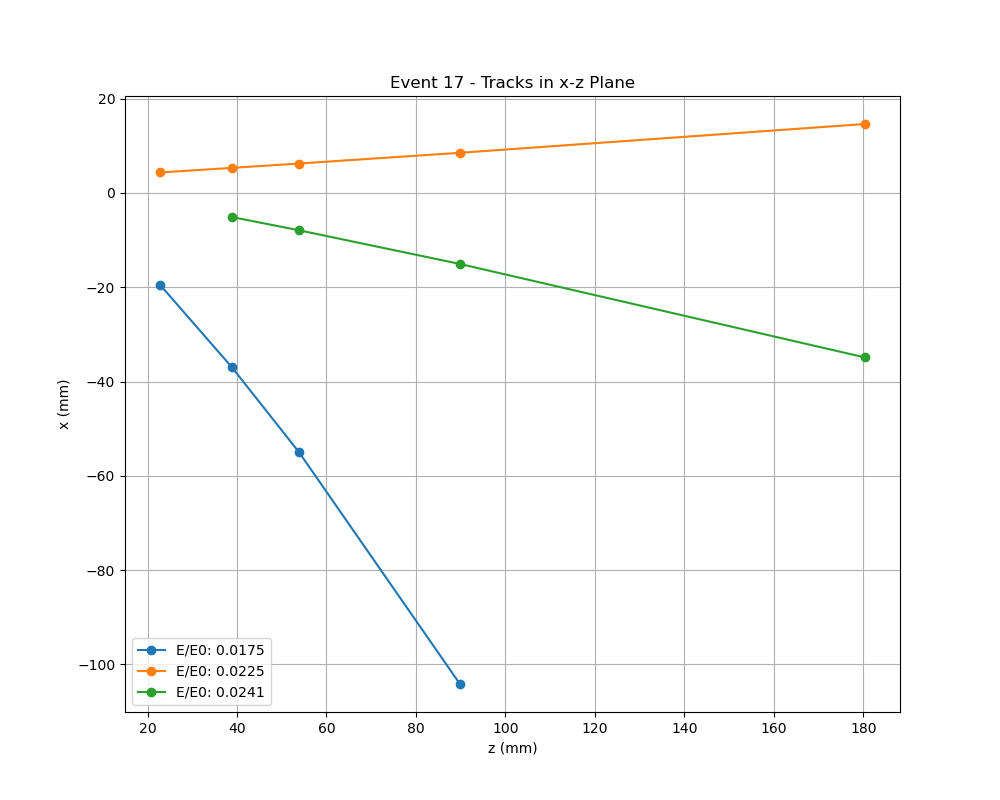 Event 17 - Tracks in x-z Plane
20
0
−20
−40
−60
−80
−100
x (mm)
E/E0: 0.0175
E/E0: 0.0225
E/E0: 0.0241
20 40 60 80 100 120 140 160 180
z (mm)